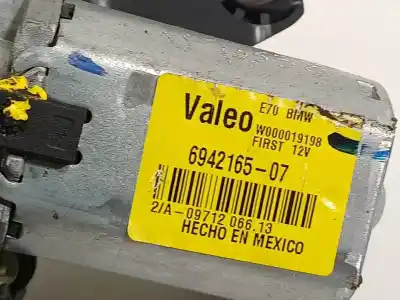 Valeo
E70 BMW
W000019198
FIRST 12V
6942165-07
2/A-09712 066.13
HECHO EN MEXICO